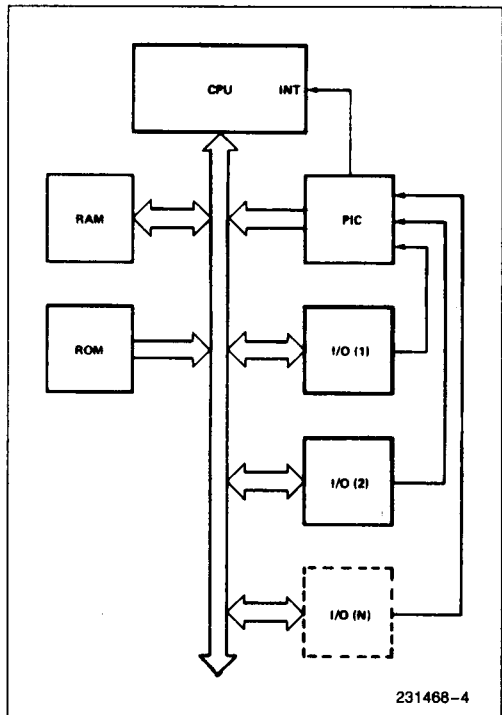 CPU
INT
RAM
PIC
ROM
I/O (1)
I/O (2)
I/O (N)
231468-4